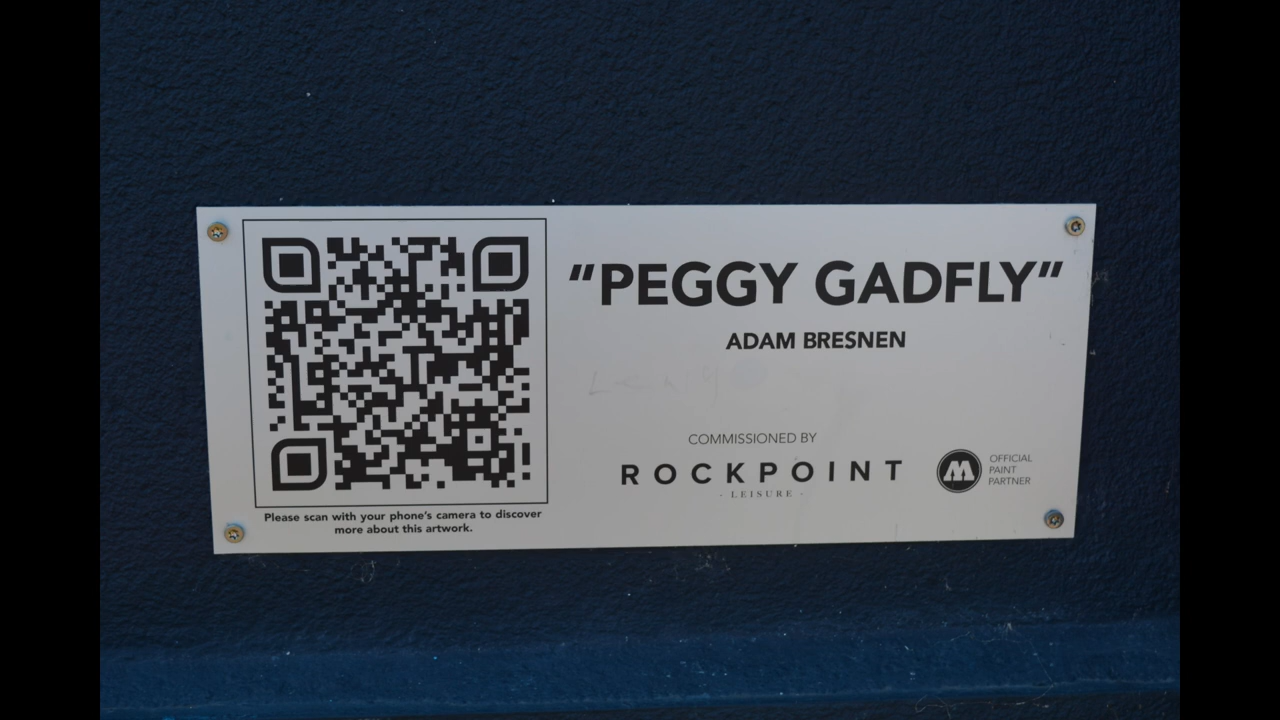 "PEGGY GADFLY"
ADAM BRESNEN
COMMISSIONED BY
ROCKPOINT
- LEISURE -
M
OFFICIAL
PAINT
PARTNER
Please scan with your phone's camera to discover
more about this artwork.